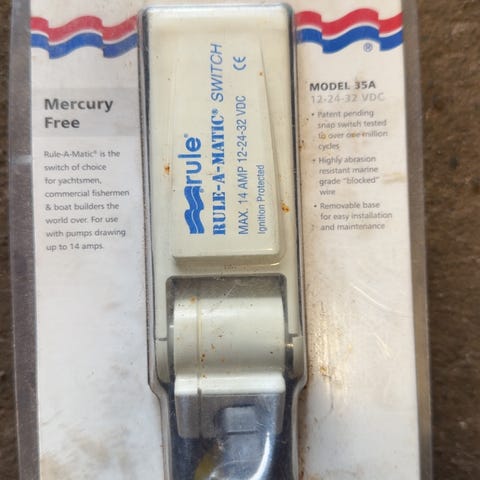 Mercury
Free
Rule-A-Matic® is the
switch of choice
for yachtsmen,
commercial fishermen
& boat builders the
world over. For use
with pumps drawing
up to 14 amps.
rule®
RULE-A-MATIC® SWITCH
MAX. 14 AMP 12-24-32 VDC
Ignition Protected
CE
®
MODEL 35A
12-24-32 VDC
• Patent pending
snap switch tested
to over one million
cycles
• Highly abrasion
resistant marine
grade "blocked"
wire
• Removable base
for easy installation
and maintenance